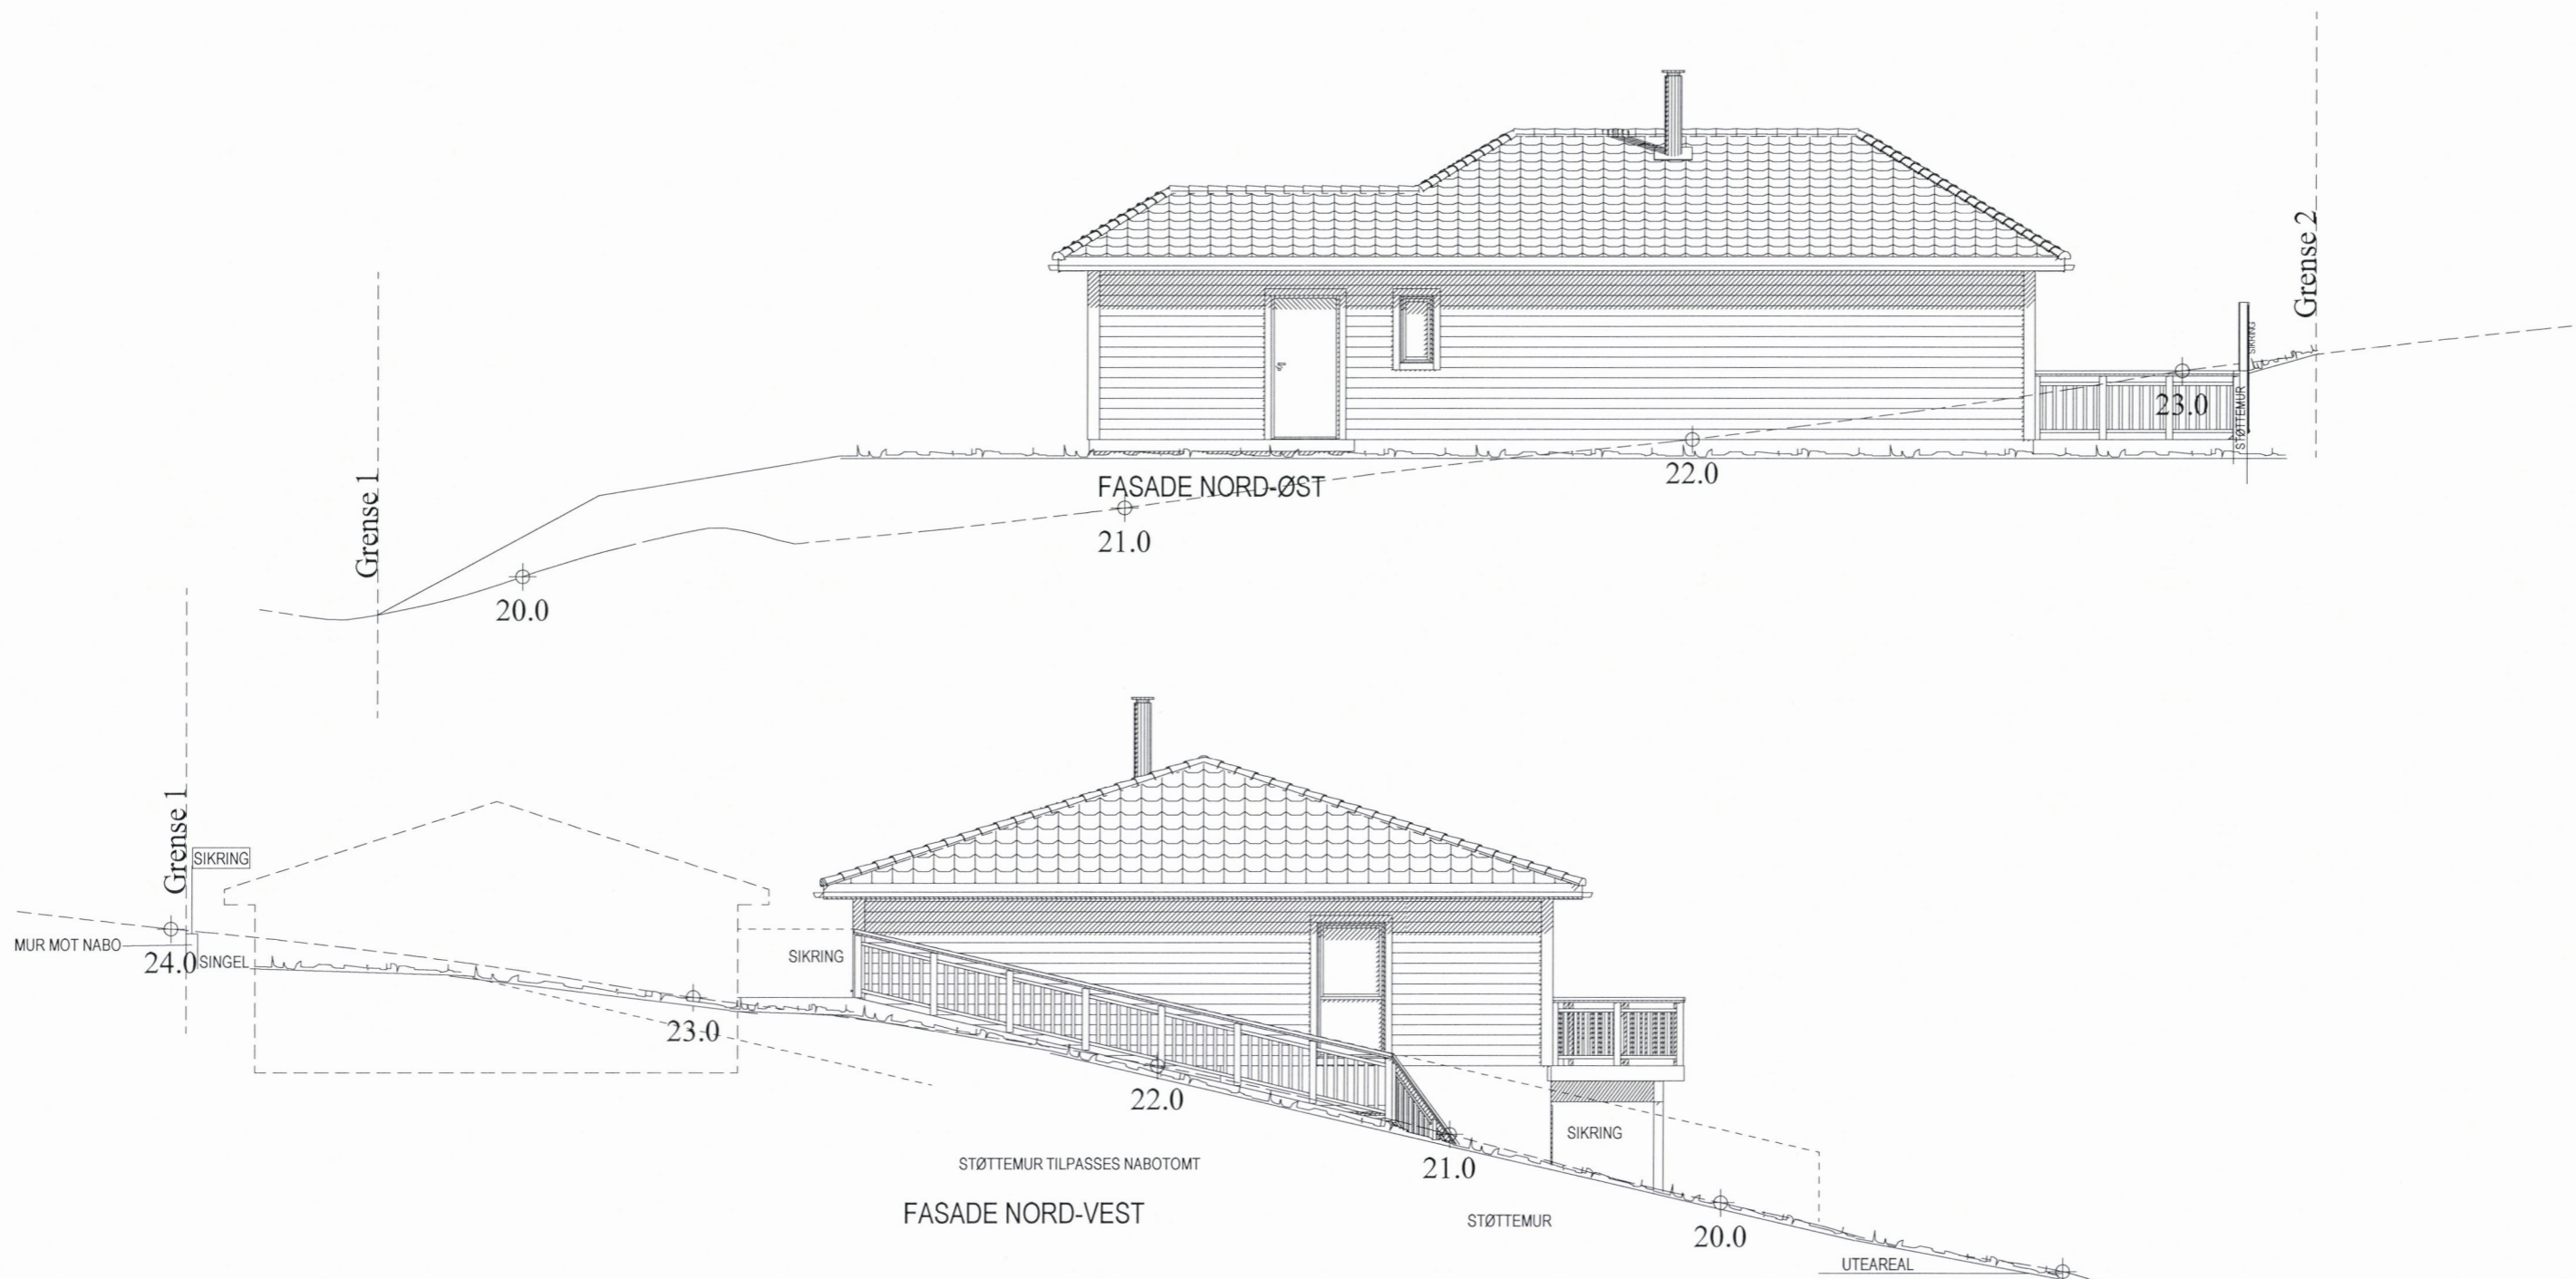 Grense 2
SIKRING
23.0
STØTTEMUR
Grense 1
22.0
FASADE NORD-ØST
21.0
20.0
Grense 1
SIKRING
MUR MOT NABO
24.0
SINGEL
SIKRING
23.0
22.0
SIKRING
STØTTEMUR TILPASSES NABOTOMT
21.0
FASADE NORD-VEST
STØTTEMUR
20.0
UTEAREAL